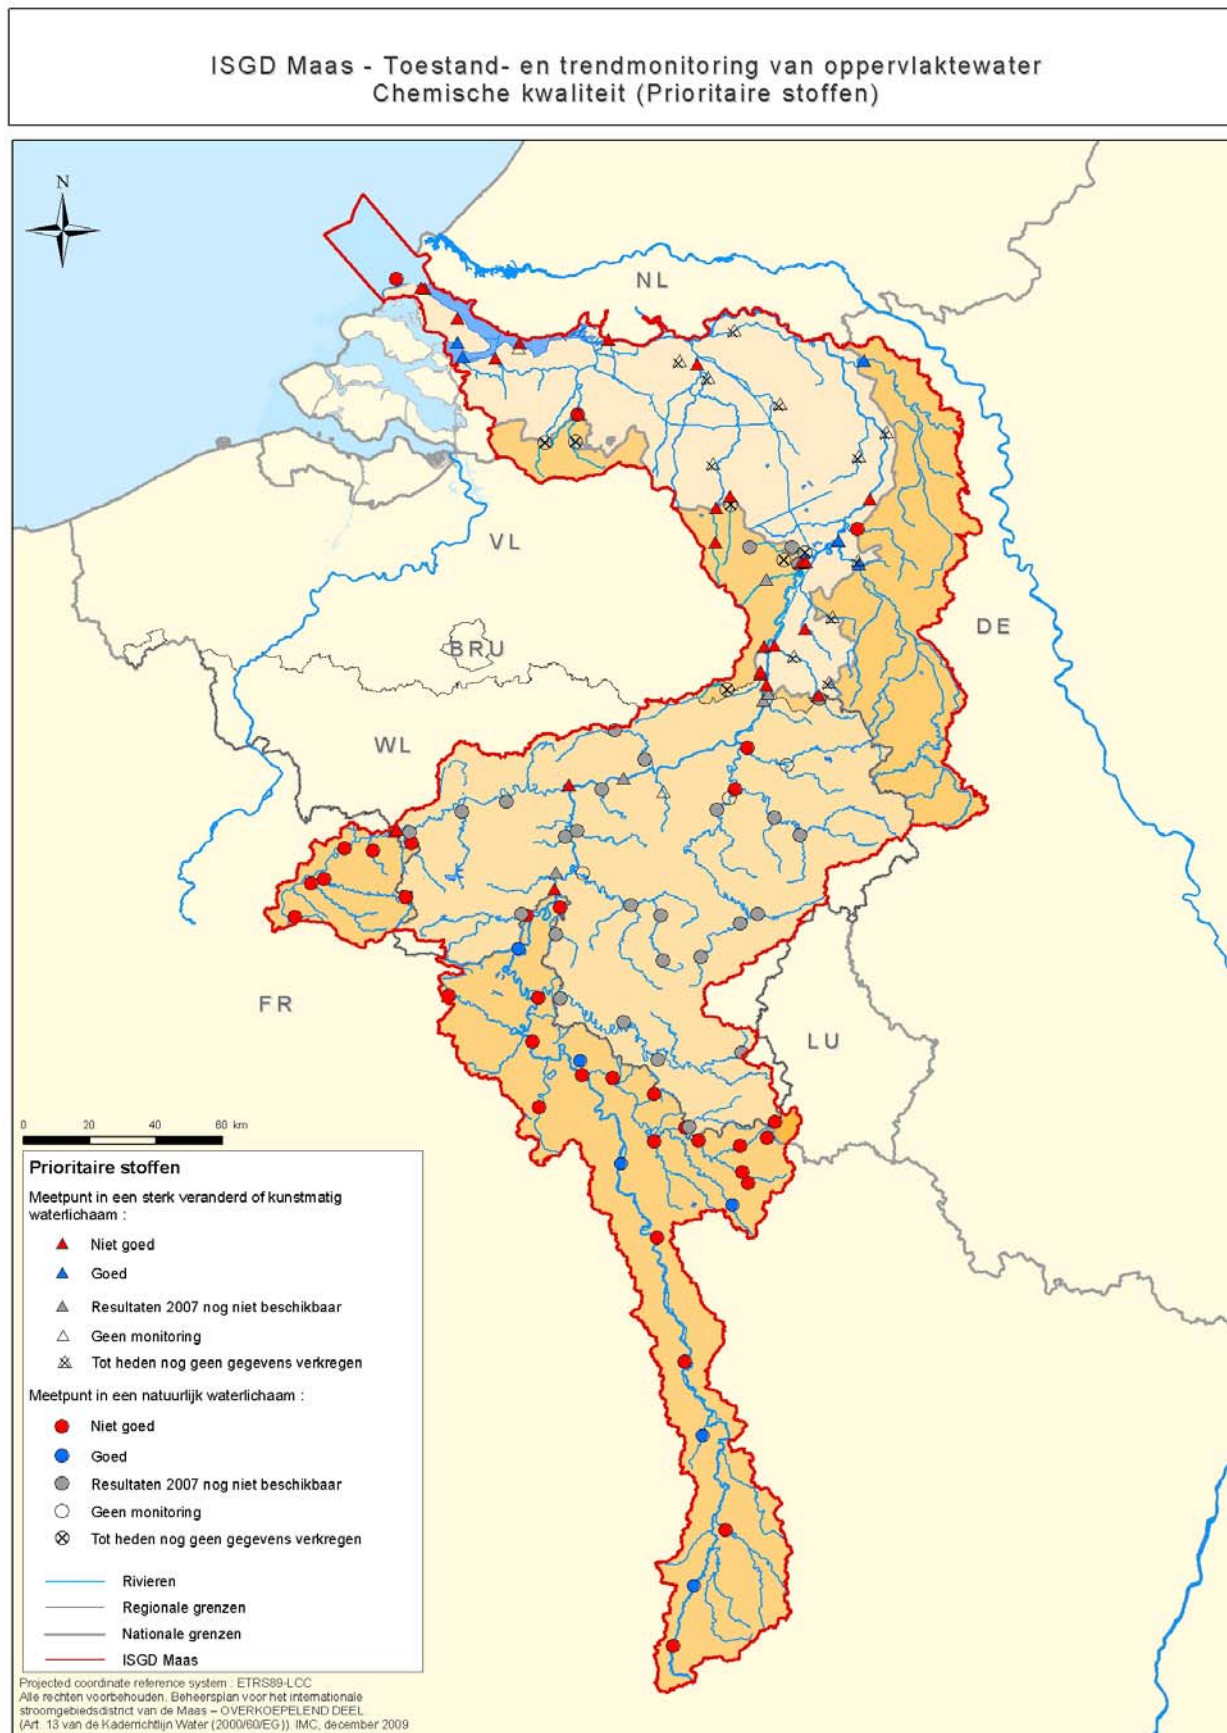 ISGD Maas - Toestand- en trendmonitoring van oppervlaktewater
Chemische kwaliteit (Prioritaire stoffen)
N
NL
VL
DE
BRU
WL
FR
LU
0 20 40 60 km
Prioritaire stoffen
Meetpunt in een sterk veranderd of kunstmatig
waterlichaam :
Niet goed
Goed
Resultaten 2007 nog niet beschikbaar
Geen monitoring
Tot heden nog geen gegevens verkregen
Meetpunt in een natuurlijk waterlichaam :
Niet goed
Goed
Resultaten 2007 nog niet beschikbaar
Geen monitoring
Tot heden nog geen gegevens verkregen
Rivieren
Regionale grenzen
Nationale grenzen
ISGD Maas
Projected coordinate reference system : ETRS89-LCC
Alle rechten voorbehouden. Beheersplan voor het internationale
stroomgebiedsdistrict van de Maas – OVERKOEPELEND DEEL
(Art. 13 van de Kaderrichtlijn Water (2000/60/EG)). IMC, december 2009